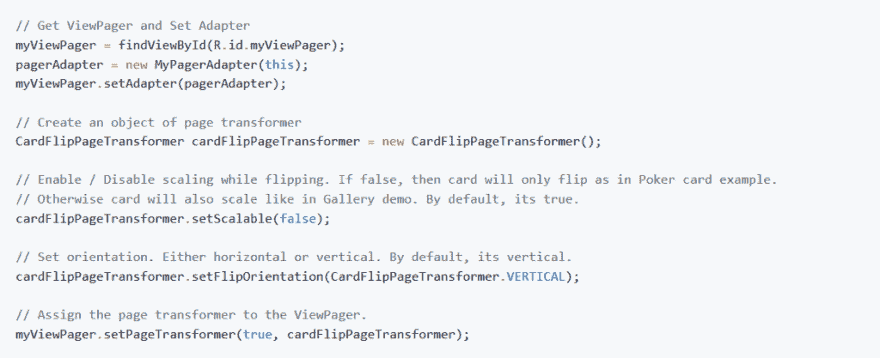 // Get ViewPager and Set Adapter
myViewPager = findViewById(R.id.myViewPager);
pagerAdapter = new MyPagerAdapter(this);
myViewPager.setAdapter(pagerAdapter);
// Create an object of page transformer
CardFlipPageTransformer cardFlipPageTransformer = new CardFlipPageTransformer();
// Enable / Disable scaling while flipping. If false, then card will only flip as in Poker card example.
// Otherwise card will also scale like in Gallery demo. By default, its true.
cardFlipPageTransformer.setScalable(false);
// Set orientation. Either horizontal or vertical. By default, its vertical.
cardFlipPageTransformer.setFlipOrientation(CardFlipPageTransformer.VERTICAL);
// Assign the page transformer to the ViewPager.
myViewPager.setPageTransformer(true, cardFlipPageTransformer);